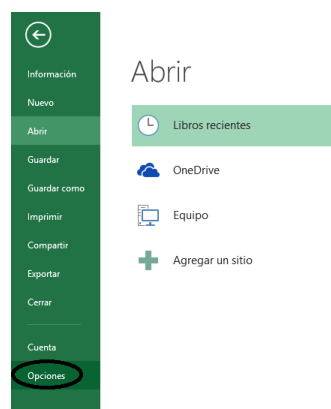 Información
Nuevo
Abrir
Guardar
Guardar como
Imprimir
Compartir
Exportar
Cerrar
Cuenta
Opciones
Abrir
Libros recientes
OneDrive
Equipo
Agregar un sitio